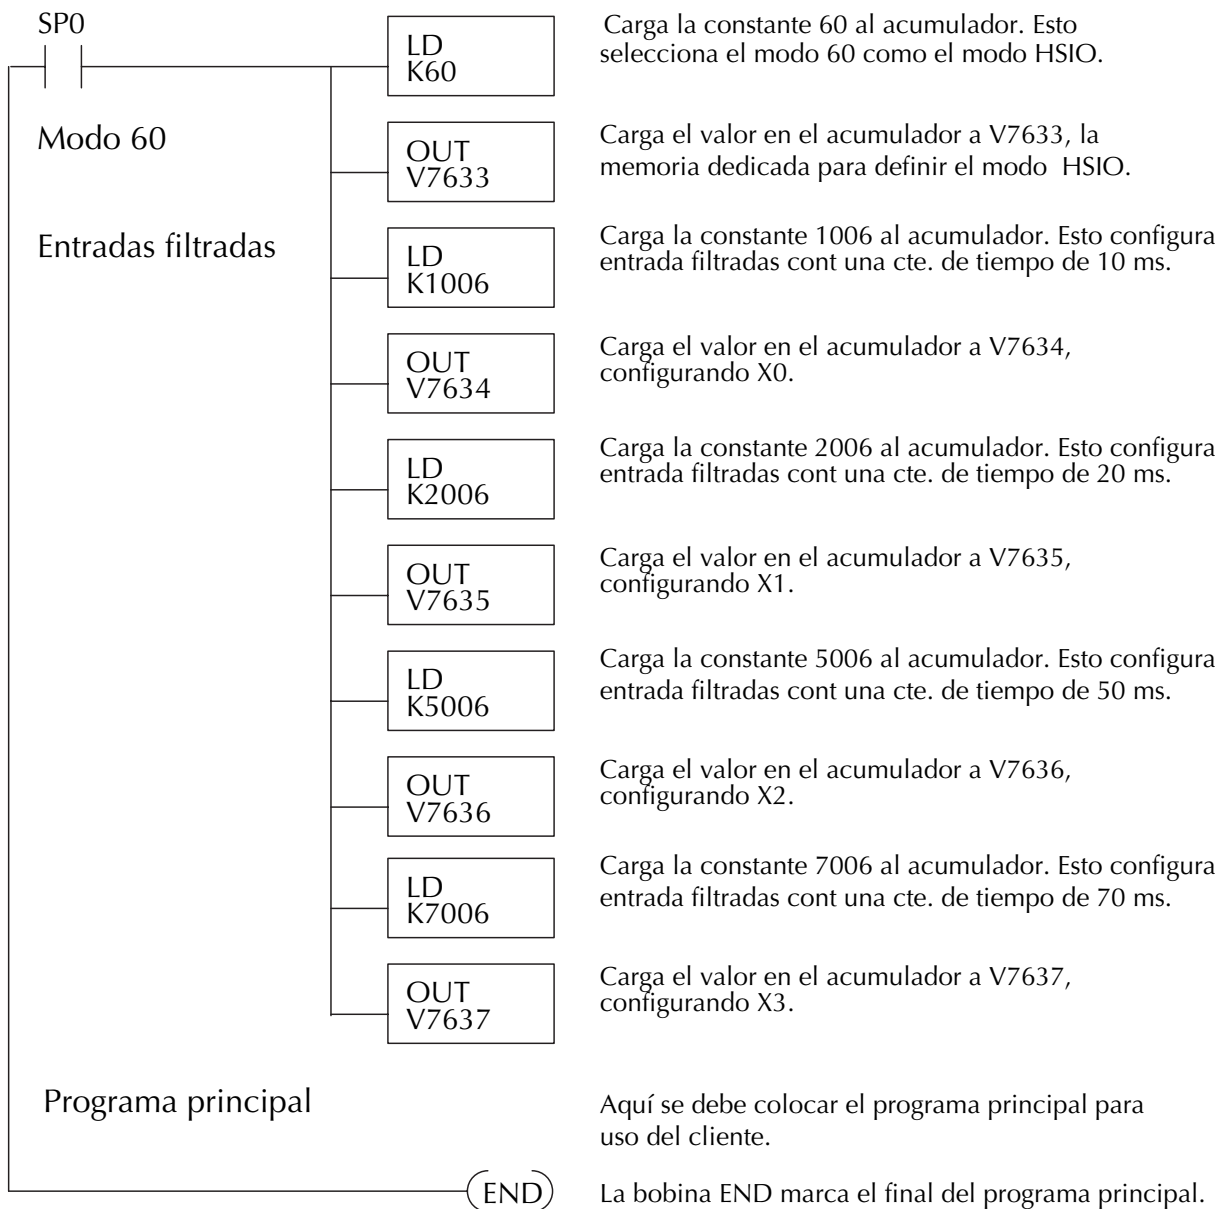 SP0
LD
K60
Carga la constante 60 al acumulador. Esto
selecciona el modo 60 como el modo HSIO.
Modo 60
OUT
V7633
Carga el valor en el acumulador a V7633, la
memoria dedicada para definir el modo HSIO.
Entradas filtradas
LD
K1006
Carga la constante 1006 al acumulador. Esto configura
entrada filtradas cont una cte. de tiempo de 10 ms.
OUT
V7634
Carga el valor en el acumulador a V7634,
configurando X0.
LD
K2006
Carga la constante 2006 al acumulador. Esto configura
entrada filtradas cont una cte. de tiempo de 20 ms.
OUT
V7635
Carga el valor en el acumulador a V7635,
configurando X1.
LD
K5006
Carga la constante 5006 al acumulador. Esto configura
entrada filtradas cont una cte. de tiempo de 50 ms.
OUT
V7636
Carga el valor en el acumulador a V7636,
configurando X2.
LD
K7006
Carga la constante 7006 al acumulador. Esto configura
entrada filtradas cont una cte. de tiempo de 70 ms.
OUT
V7637
Carga el valor en el acumulador a V7637,
configurando X3.
Programa principal
Aquí se debe colocar el programa principal para
uso del cliente.
END
La bobina END marca el final del programa principal.